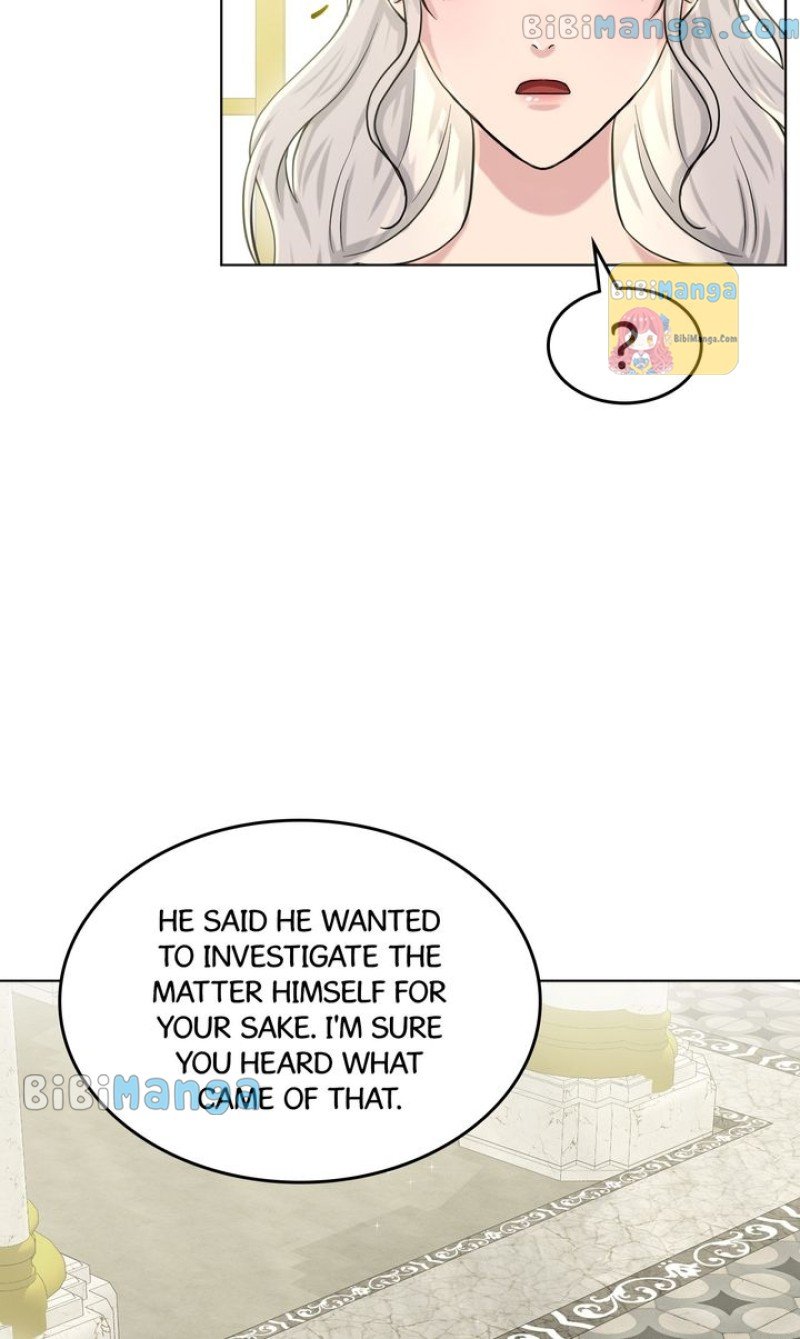 BiBiManga.com
BiBiManga
BibiManga.Com
?
HE SAID HE WANTED
TO INVESTIGATE THE
MATTER HIMSELF FOR
YOUR SAKE. I'M SURE
YOU HEARD WHAT
CAME OF THAT.
BiBiManga